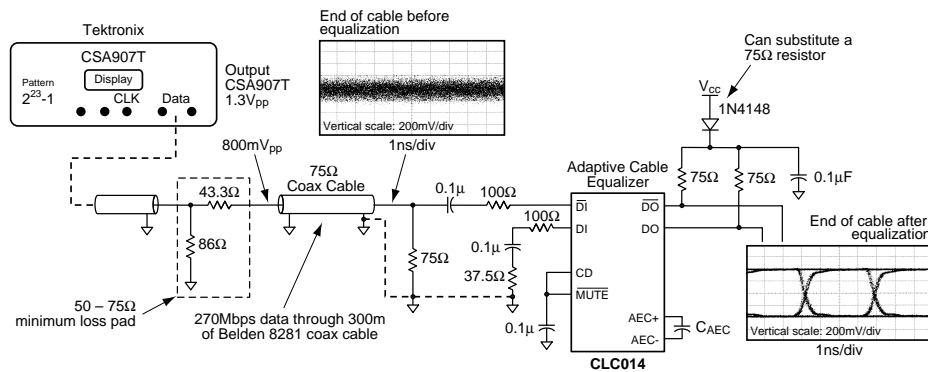 Tektronix
CSA907T
Display
Pattern
2²³-1
CLK
Data
Output
CSA907T
1.3Vpp
End of cable before
equalization
Vertical scale: 200mV/div
1ns/div
Can substitute a
75Ω resistor
Vcc
1N4148
75Ω
75Ω
0.1μF
800mVpp
75Ω
Coax Cable
43.3Ω
86Ω
50 – 75Ω
minimum loss pad
270Mbps data through 300m
of Belden 8281 coax cable
0.1μ
100Ω
100Ω
0.1μ
75Ω
37.5Ω
0.1μ
Adaptive Cable
Equalizer
DI
DI
CD
MUTE
DO
DO
AEC+
AEC-
CAEC
CLC014
End of cable after
equalization
Vertical scale: 200mV/div
1ns/div